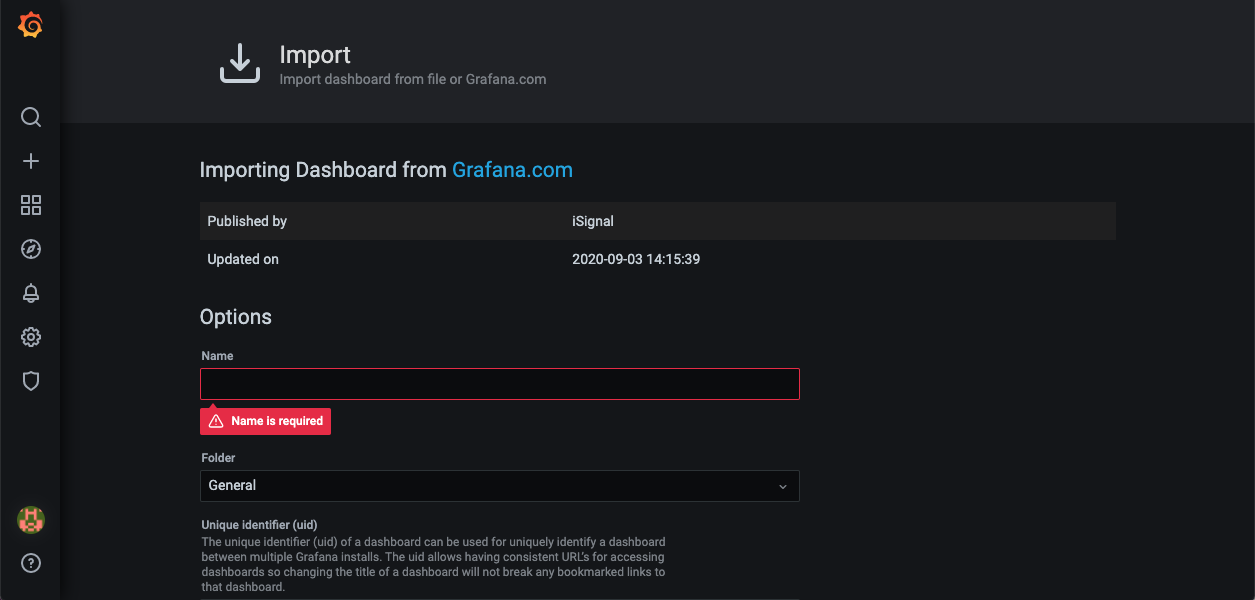 Import
Import dashboard from file or Grafana.com
Importing Dashboard from Grafana.com
Published by iSignal
Updated on 2020-09-03 14:15:39
Options
Name
Name is required
Folder
General
Unique identifier (uid)
The unique identifier (uid) of a dashboard can be used for uniquely identify a dashboard
between multiple Grafana installs. The uid allows having consistent URL's for accessing
dashboards so changing the title of a dashboard will not break any bookmarked links to
that dashboard.